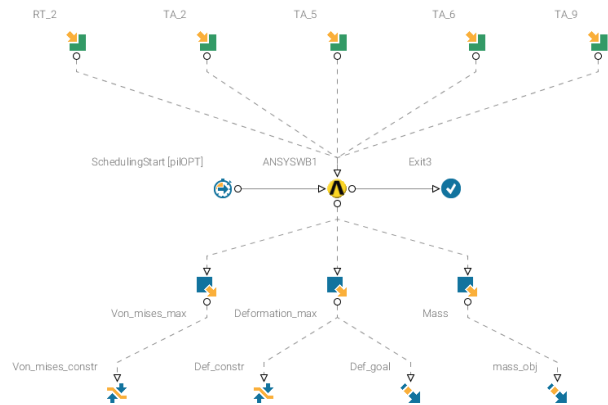 RT_2 TA_2 TA_5 TA_6 TA_9
SchedulingStart [pilOPT] ANSYSWB1 Exit3
Von_mises_max Deformation_max Mass
Von_mises_constr Def_constr Def_goal mass_obj